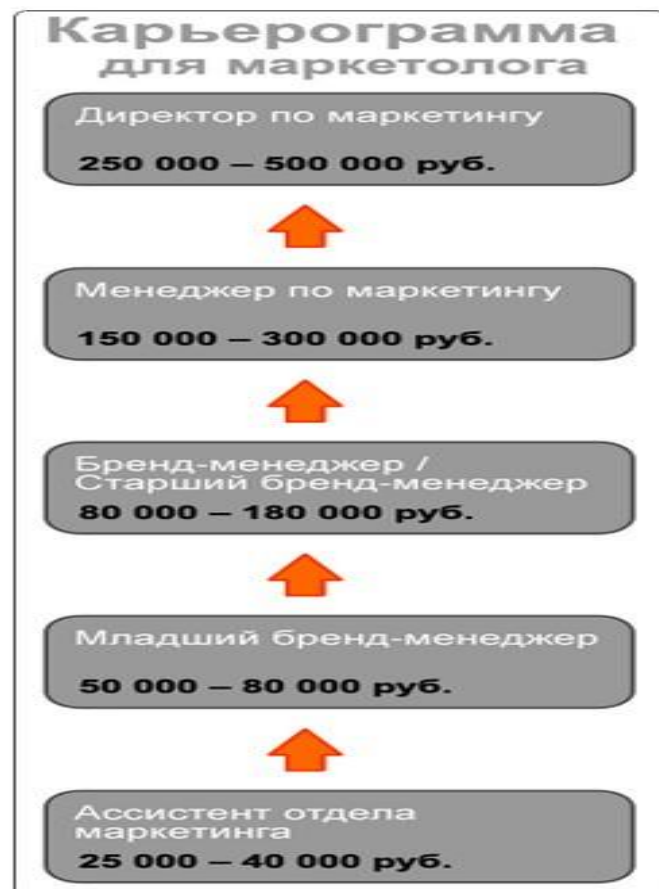 Карьерограмма
для маркетолога
Директор по маркетингу
250 000 – 500 000 руб.
Менеджер по маркетингу
150 000 – 300 000 руб.
Бренд-менеджер /
Старший бренд-менеджер
80 000 – 180 000 руб.
Младший бренд-менеджер
50 000 – 80 000 руб.
Ассистент отдела
маркетинга
25 000 – 40 000 руб.